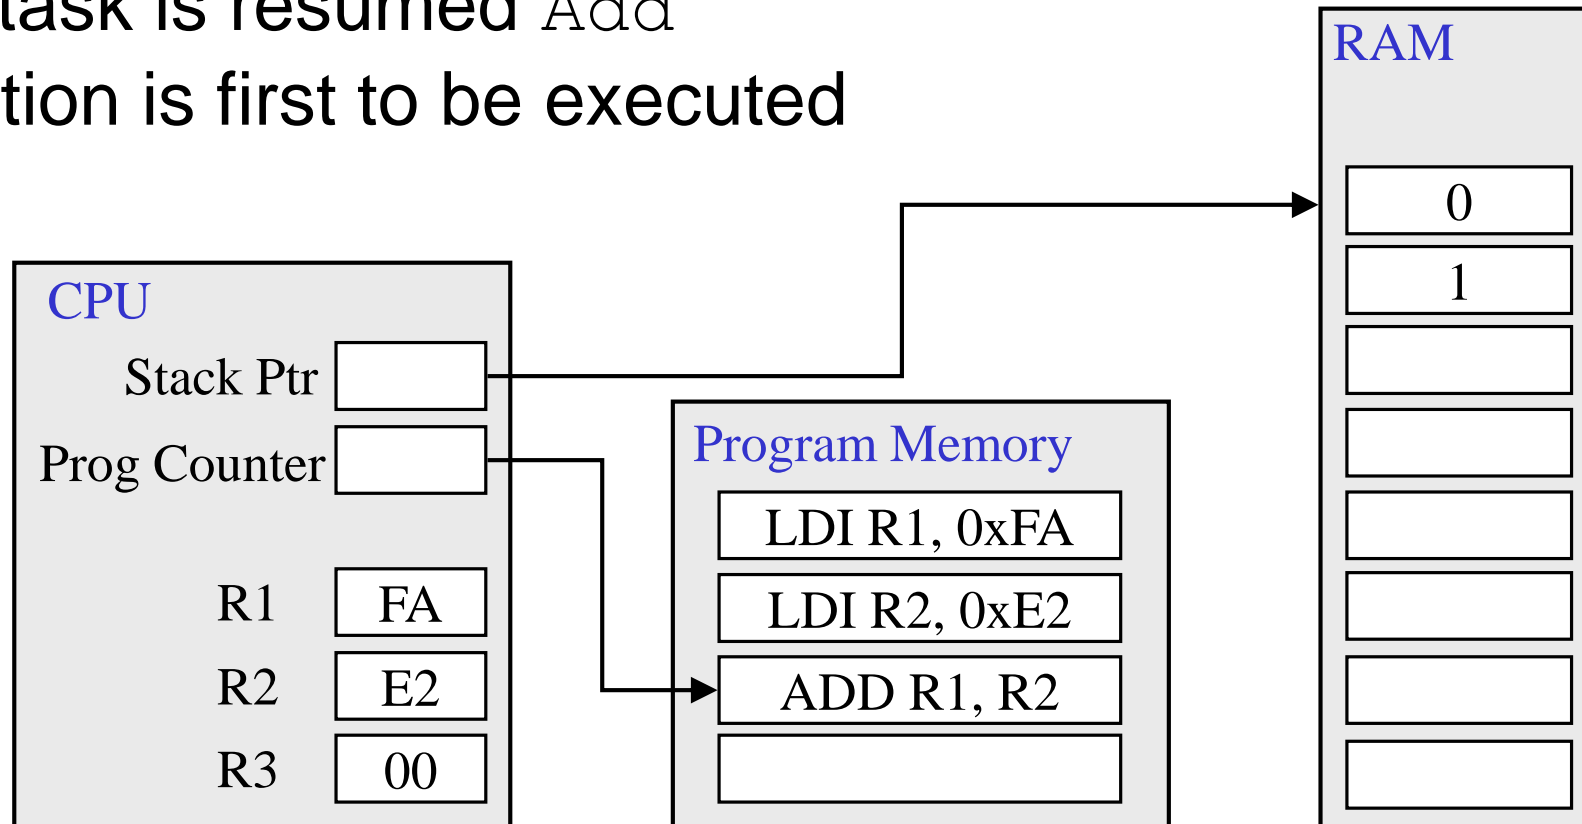 task is resumed Add
tion is first to be executed
RAM
0
1
CPU
Stack Ptr
Prog Counter
R1 FA
R2 E2
R3 00
Program Memory
LDI R1, 0xFA
LDI R2, 0xE2
ADD R1, R2